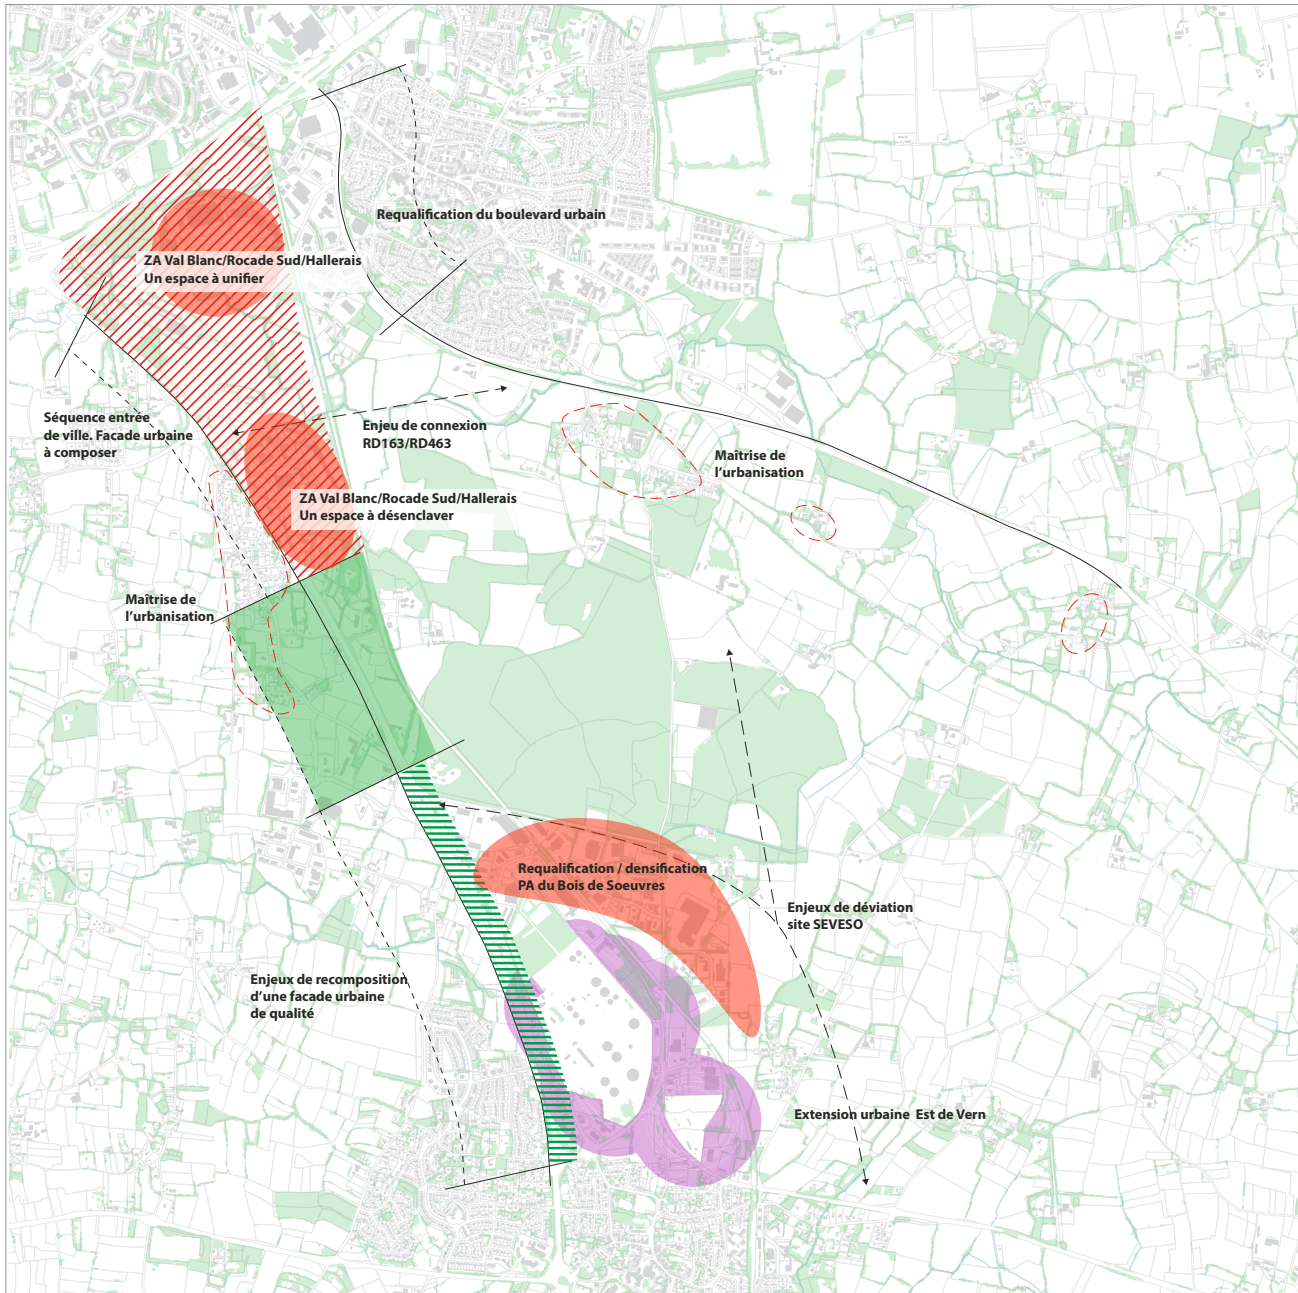 Requalification du boulevard urbain
ZA Val Blanc/Rocade Sud/Hallerais
Un espace à unifier
Séquence entrée
de ville. Facade urbaine
à composer
Enjeu de connexion
RD163/RD463
Maîtrise de
l'urbanisation
ZA Val Blanc/Rocade Sud/Hallerais
Un espace à désenclaver
Maîtrise de
l'urbanisation
Requalification / densification
PA du Bois de Soeuvres
Enjeux de déviation
site SEVESO
Enjeux de recomposition
d'une facade urbaine
de qualité
Extension urbaine Est de Vern